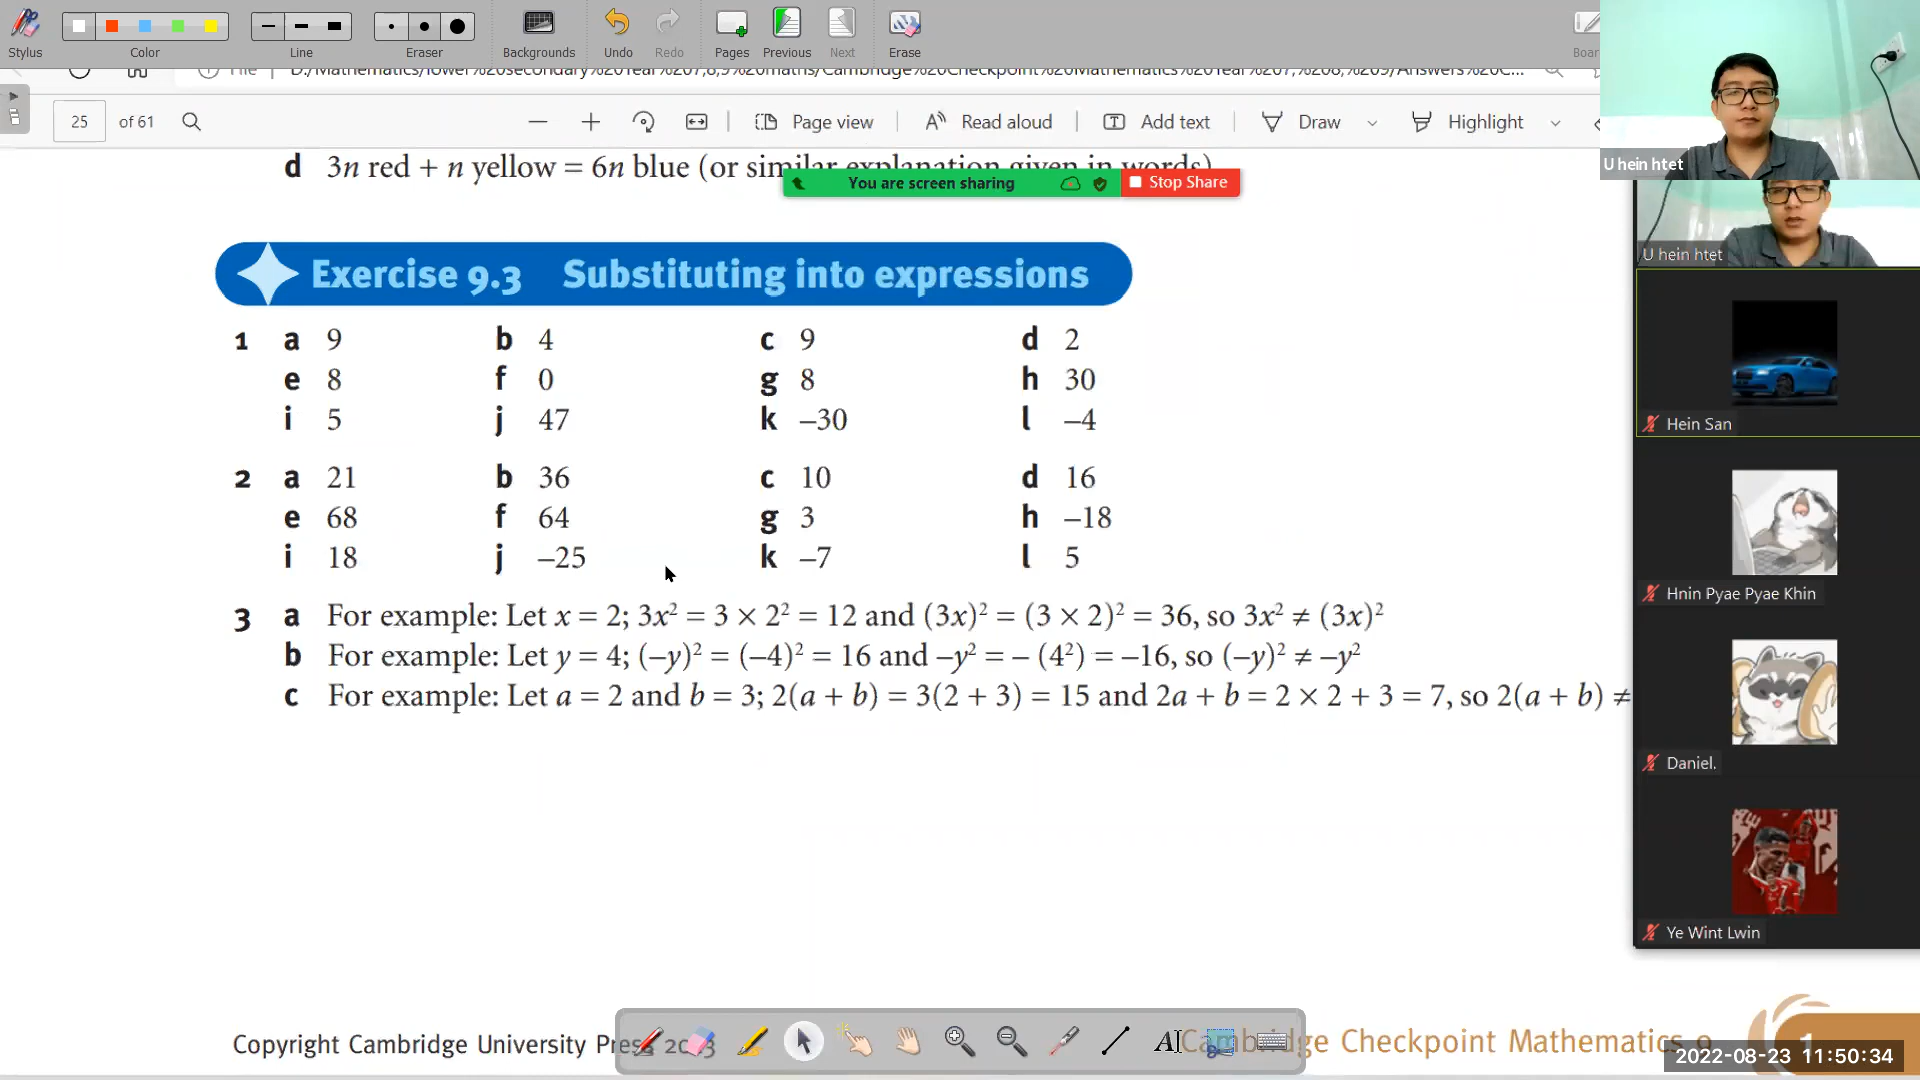 Stylus Color Line Eraser Backgrounds Undo Redo Pages Previous Next Erase
25 of 61 Page view Read aloud Add text Draw Highlight
d 3n red + n yellow = 6n blue (or similar explanation given in words)
You are screen sharing Stop Share
U hein htet
U hein htet
Exercise 9.3 Substituting into expressions
1 a 9 b 4 c 9 d 2
e 8 f 0 g 8 h 30
i 5 j 47 k –30 l –4
2 a 21 b 36 c 10 d 16
e 68 f 64 g 3 h –18
i 18 j –25 k –7 l 5
3 a For example: Let x = 2; 3x² = 3 × 2² = 12 and (3x)² = (3 × 2)² = 36, so 3x² ≠ (3x)²
b For example: Let y = 4; (–y)² = (–4)² = 16 and –y² = – (4²) = –16, so (–y)² ≠ –y²
c For example: Let a = 2 and b = 3; 2(a + b) = 3(2 + 3) = 15 and 2a + b = 2 × 2 + 3 = 7, so 2(a + b) ≠
Hein San
Hnin Pyae Pyae Khin
Daniel.
Ye Wint Lwin
Copyright Cambridge University Press 2013
Cambridge Checkpoint Mathematics 9
1
2022-08-23 11:50:34